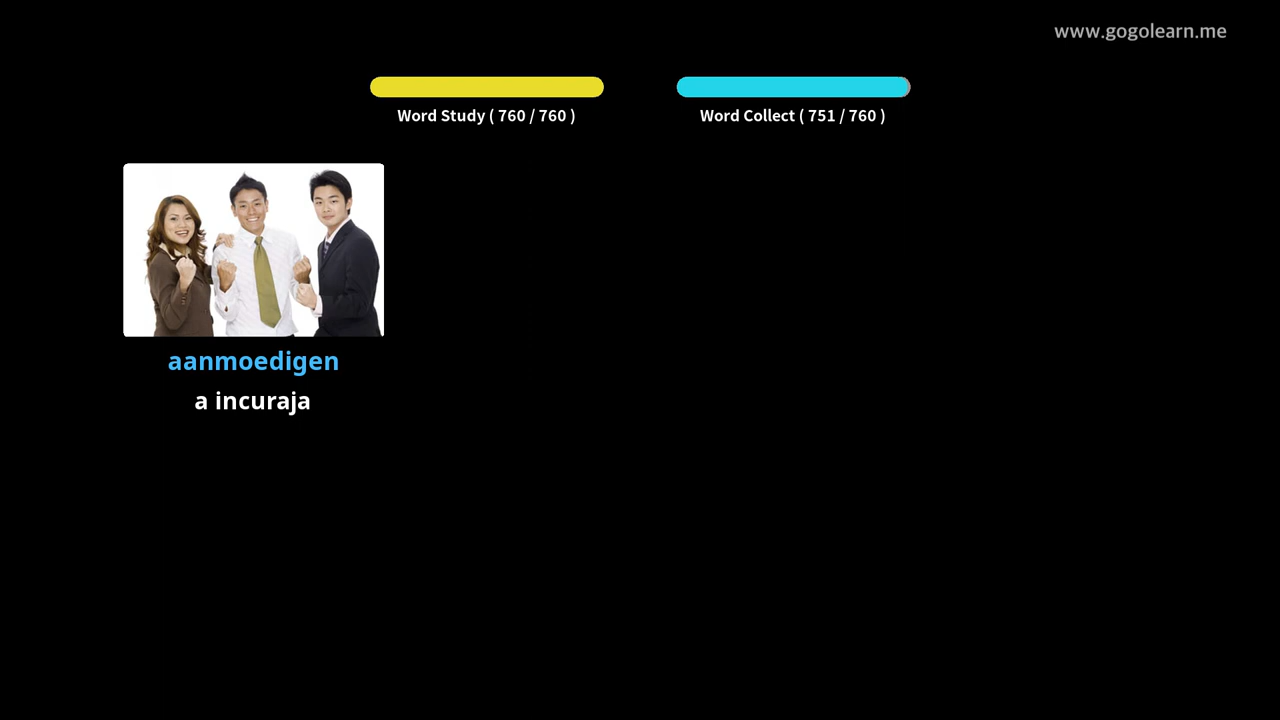 www.gogolearn.me
Word Study ( 760 / 760 )
Word Collect ( 751 / 760 )
aanmoedigen
a incuraja